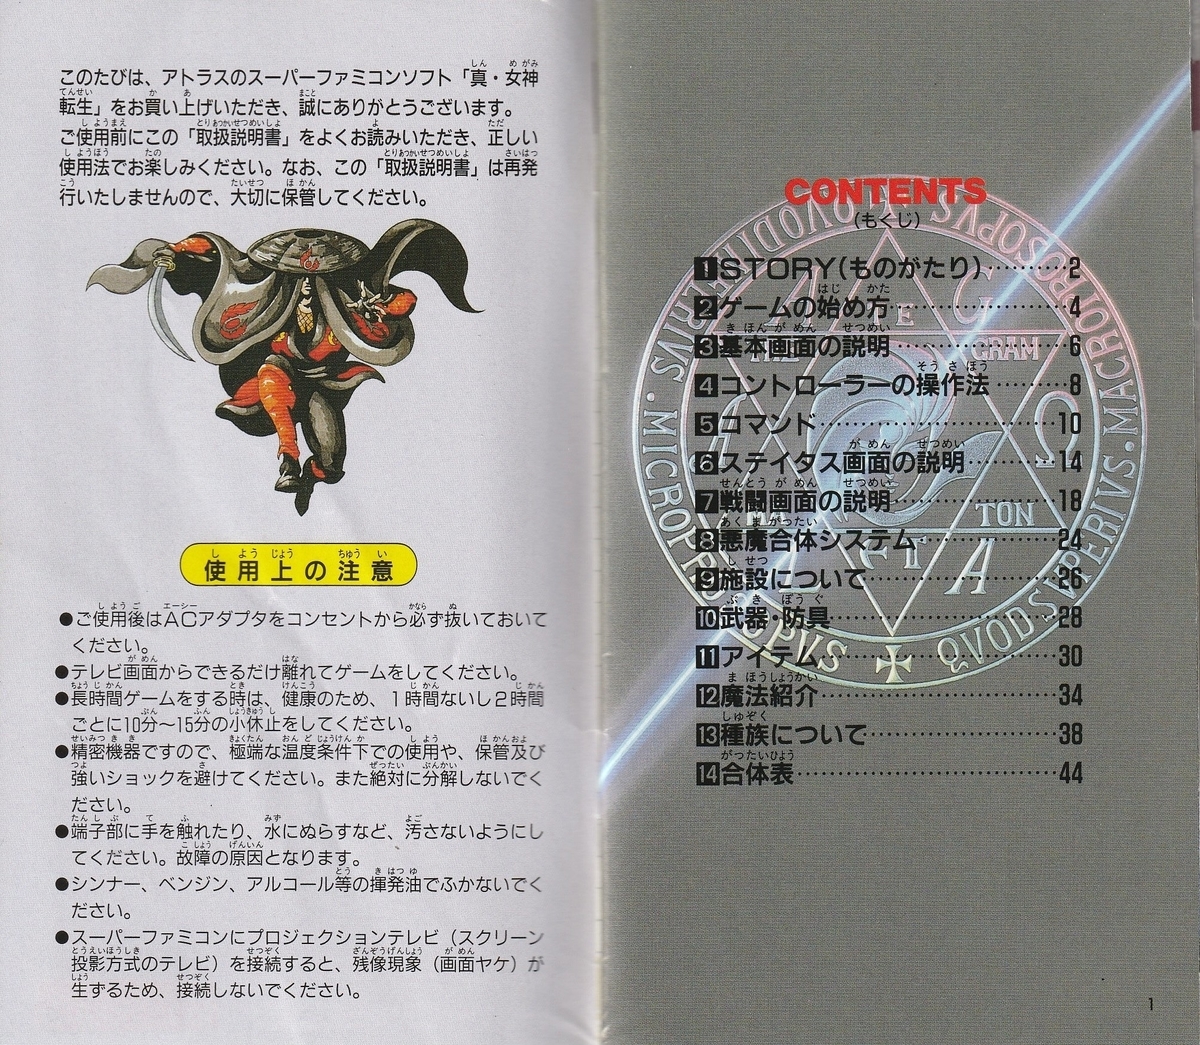 このたびは、アトラスのスーパーファミコンソフト「真・女神
転生」をお買い上げいただき、誠にありがとうございます。
ご使用前にこの「取扱説明書」をよくお読みいただき、正しい
使用法でお楽しみください。なお、この「取扱説明書」は再発
行いたしませんので、大切に保管してください。
使用上の注意
●ご使用後はACアダプタをコンセントから必ず抜いておいて
ください。
●テレビ画面からできるだけ離れてゲームをしてください。
●長時間ゲームをする時は、健康のため、1時間ないし2時間
ごとに10分〜15分の小休止をしてください。
●精密機器ですので、極端な温度条件下での使用や、保管及び
強いショックを避けてください。また絶対に分解しないでく
ださい。
●端子部に手を触れたり、水にぬらすなど、汚さないようにし
てください。故障の原因となります。
●シンナー、ベンジン、アルコール等の揮発油でふかないでく
ださい。
●スーパーファミコンにプロジェクションテレビ（スクリーン
投影方式のテレビ）を接続すると、残像現象（画面ヤケ）が
生ずるため、接続しないでください。
CONTENTS
（もくじ）
1 STORY（ものがたり）………2
2 ゲームの始め方………4
3 基本画面の説明………6
4 コントローラーの操作法………8
5 コマンド………10
6 ステイタス画面の説明………14
7 戦闘画面の説明………18
8 悪魔合体システム………24
9 施設について………26
10 武器・防具………28
11 アイテム………30
12 魔法紹介………34
13 種族について………38
14 合体表………44
GRAM
TON
1